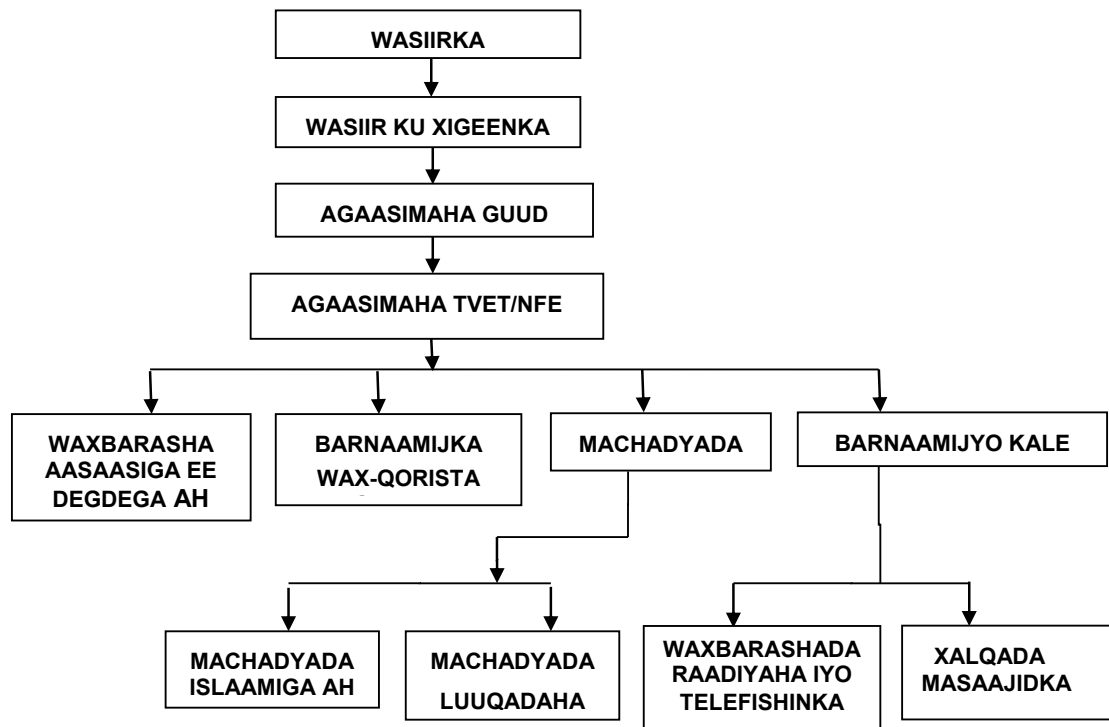 WASIIRKA
WASIIR KU XIGEENKA
AGAASIMAHA GUUD
AGAASIMAHA TVET/NFE
WAXBARASHA
AASAASIGA EE
DEGDEGA AH
BARNAAMIJKA
WAX-QORISTA
MACHADYADA
BARNAAMIJYO KALE
MACHADYADA
ISLAAMIGA AH
MACHADYADA
LUUQADAHA
WAXBARASHADA
RAADIYAHA IYO
TELEFISHINKA
XALQADA
MASAAJIDKA